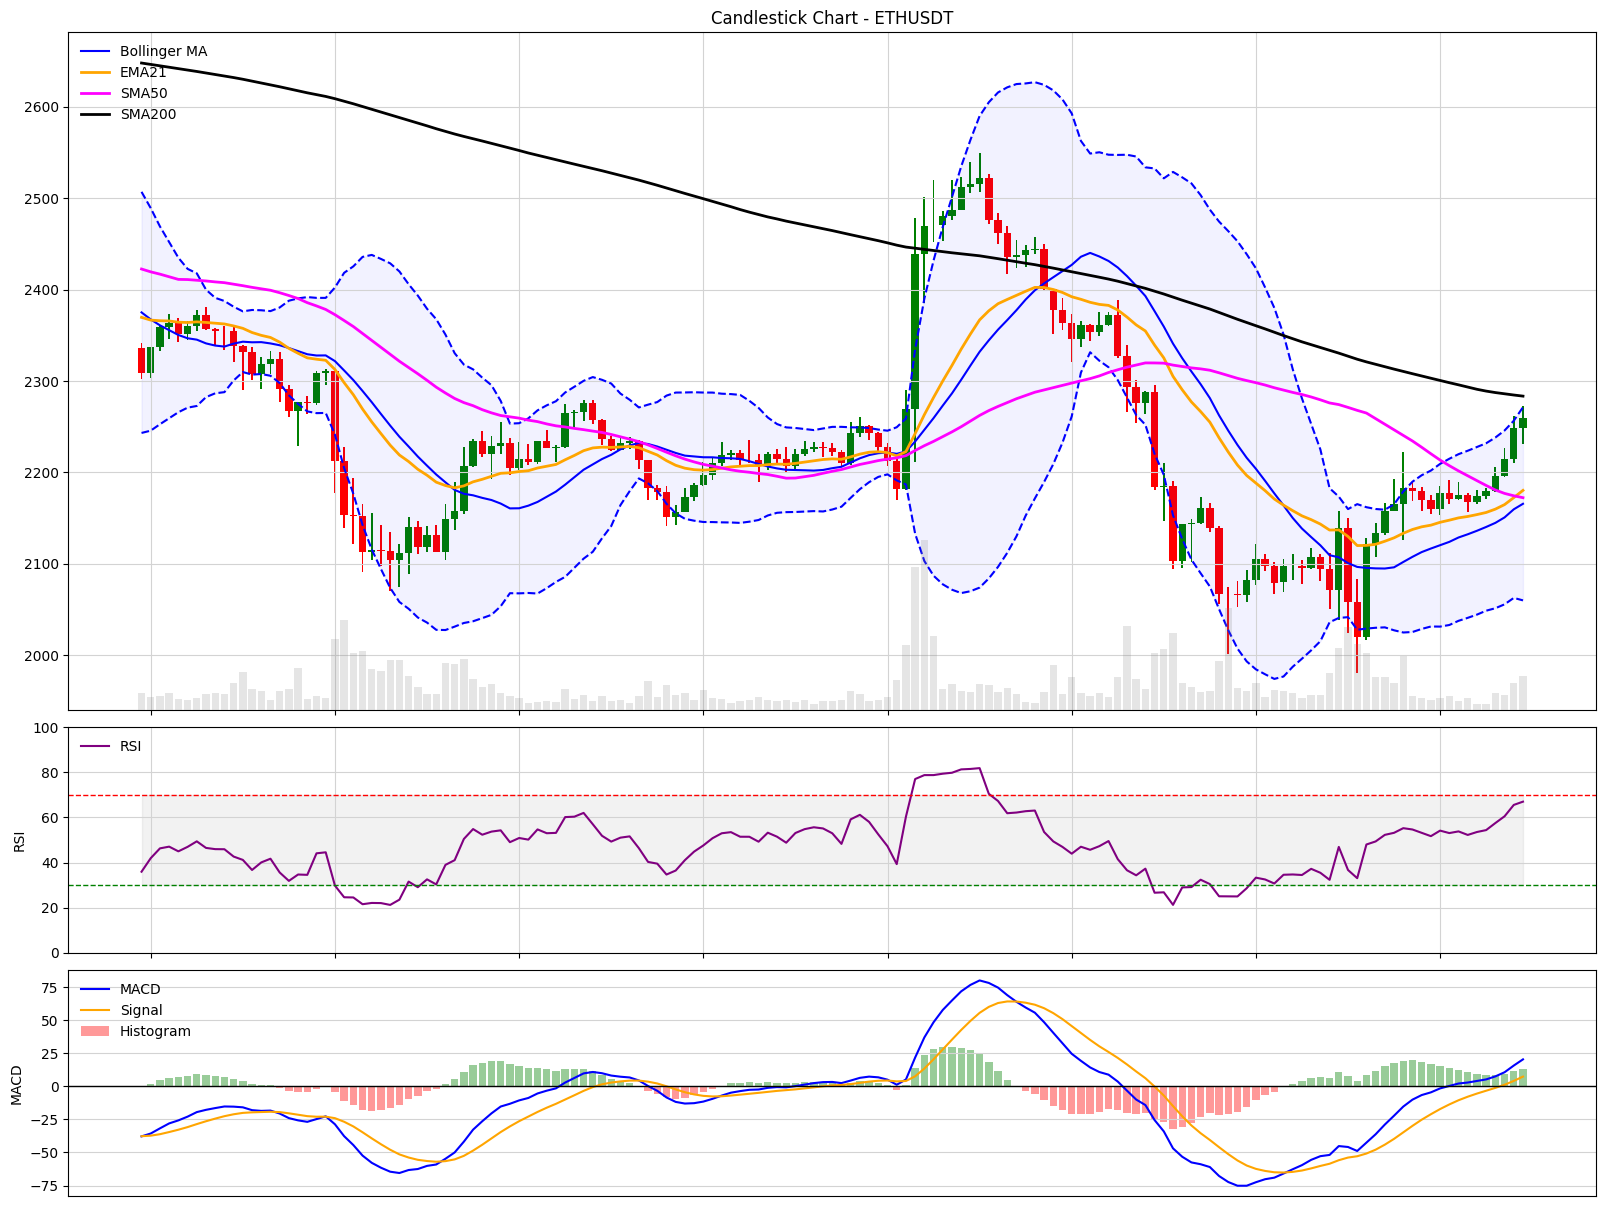 Candlestick Chart - ETHUSDT
Bollinger MA
EMA21
SMA50
SMA200
2600
2500
2400
2300
2200
2100
2000
100
80
60
40
20
0
RSI
RSI
75
50
25
0
−25
−50
−75
MACD
MACD
Signal
Histogram